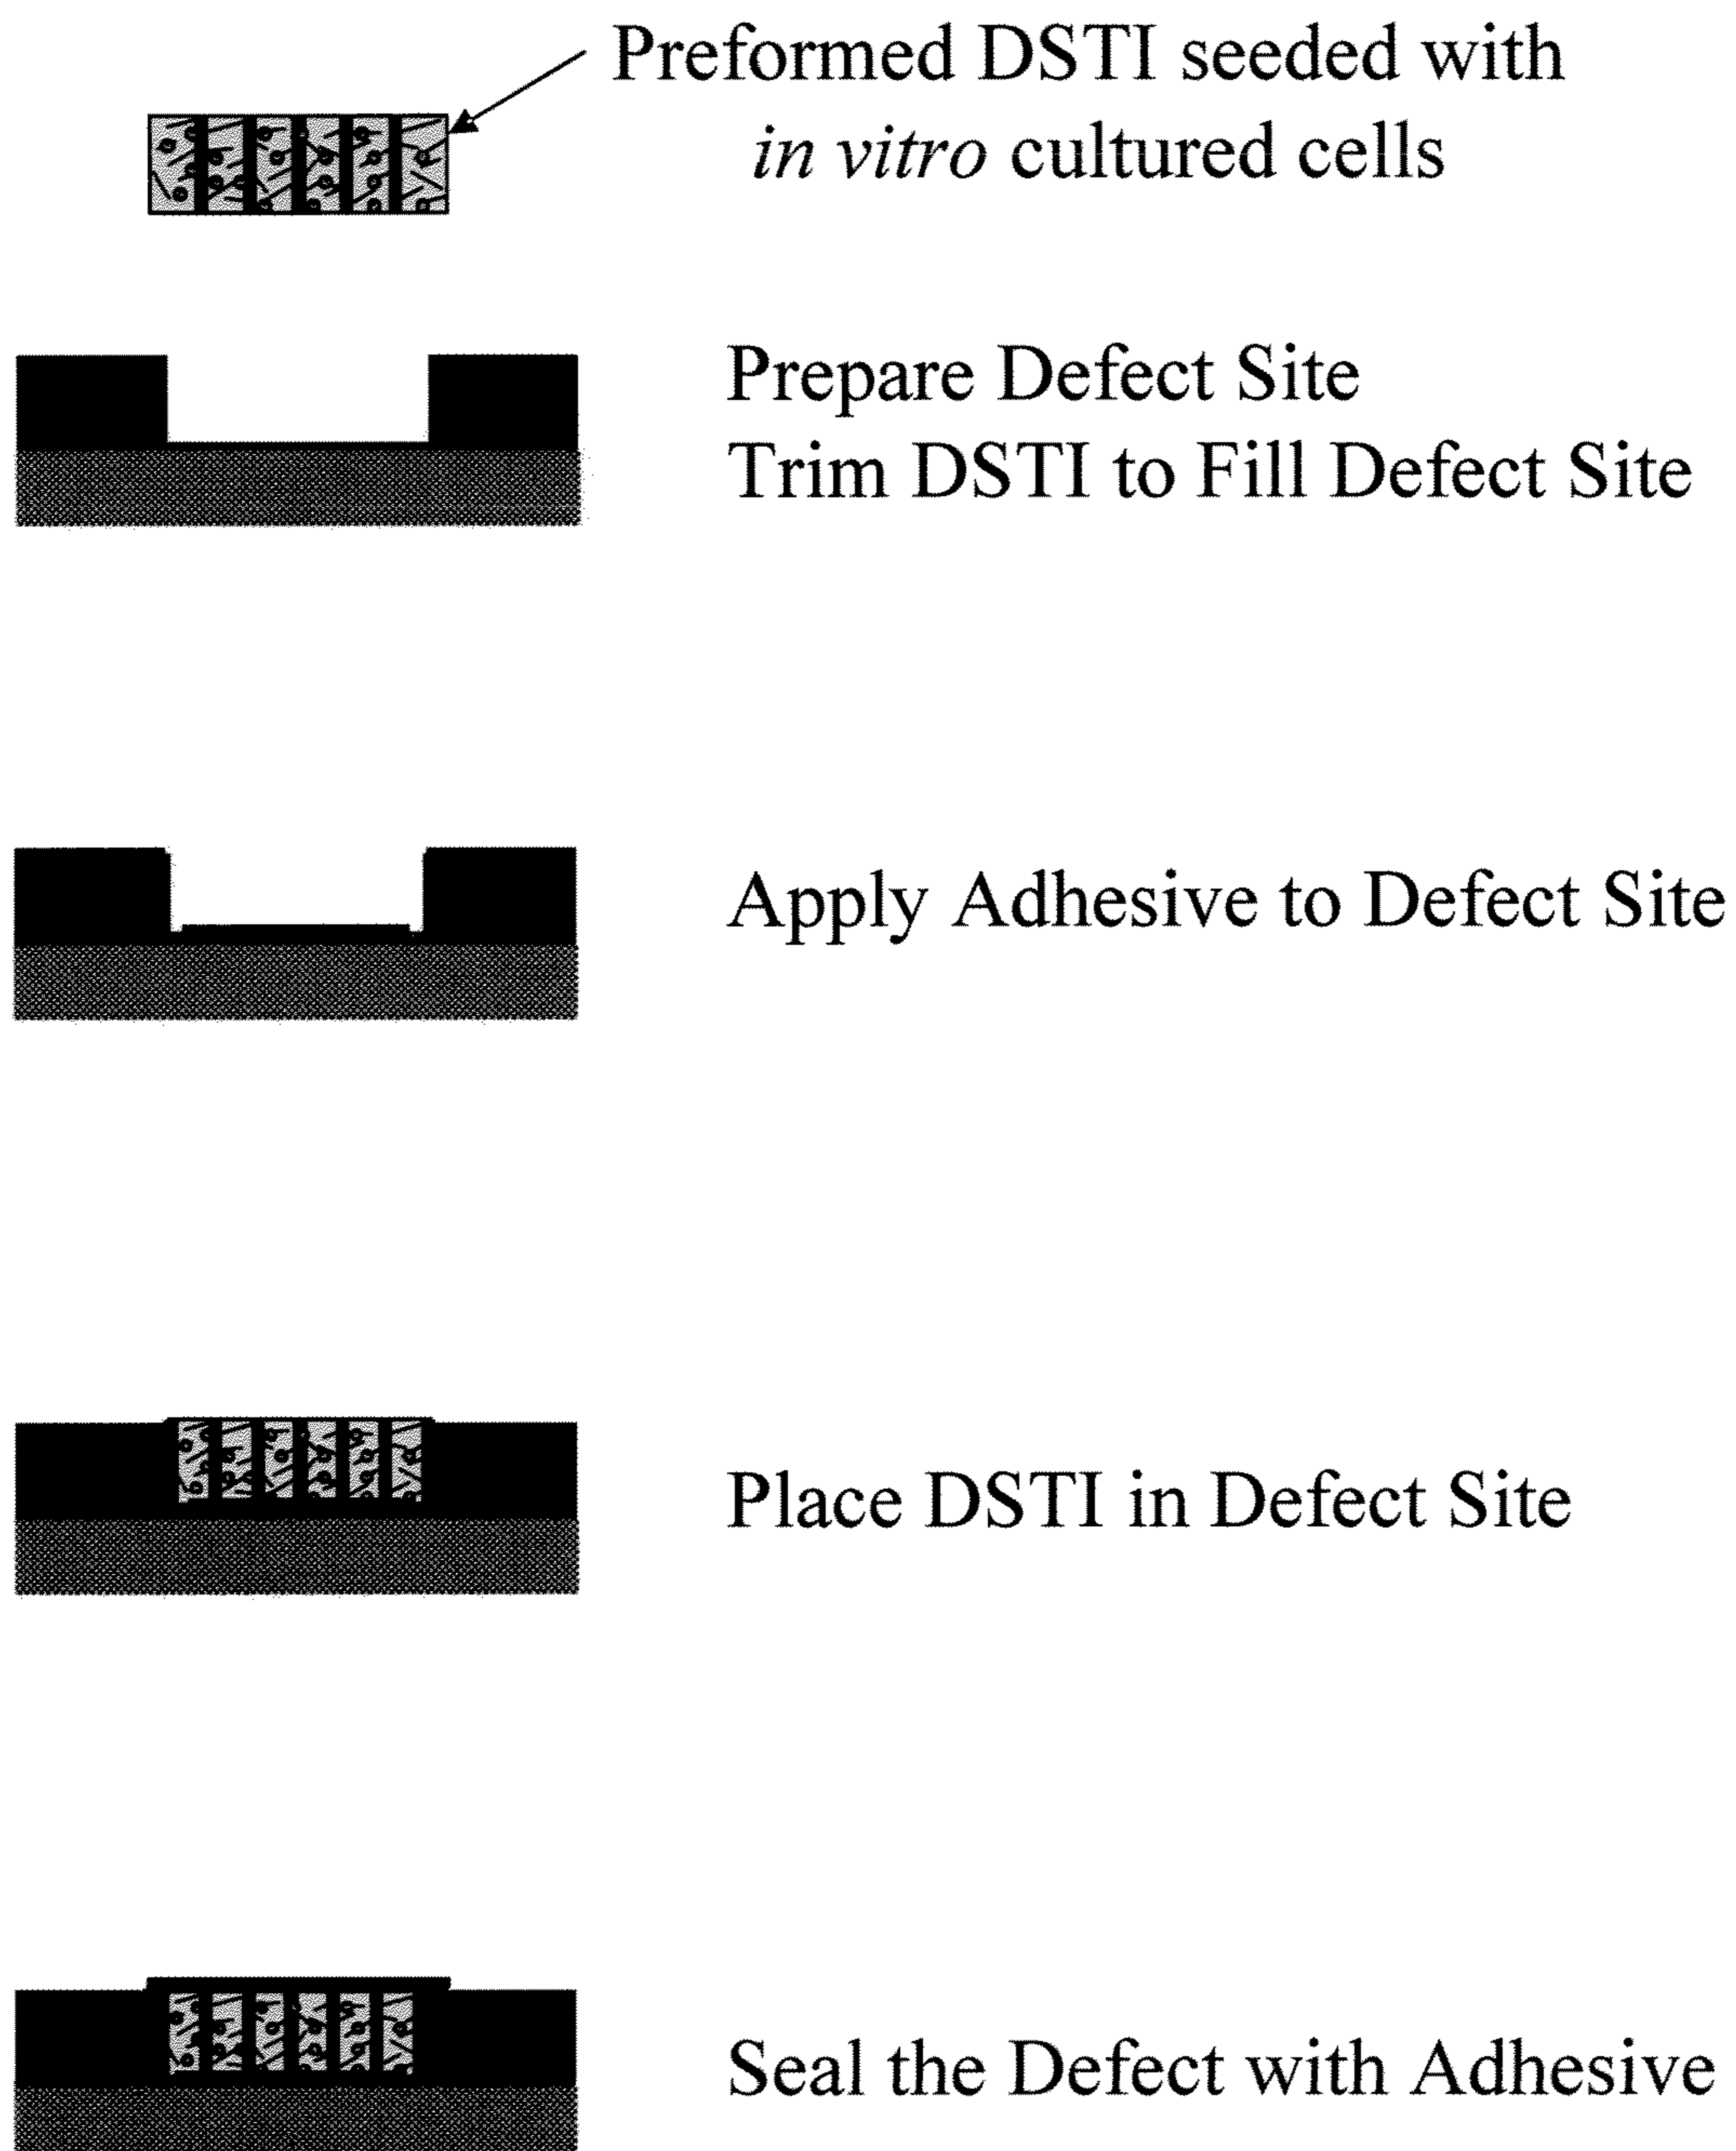 Preformed DSTI seeded with
in vitro cultured cells
Prepare Defect Site
Trim DSTI to Fill Defect Site
Apply Adhesive to Defect Site
Place DSTI in Defect Site
Seal the Defect with Adhesive